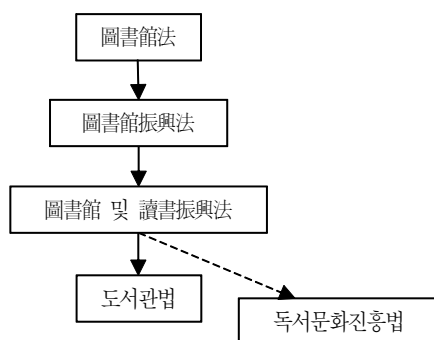 圖書館法
圖書館振興法
圖書館 및 讀書振興法
도서관법
독서문화진흥법